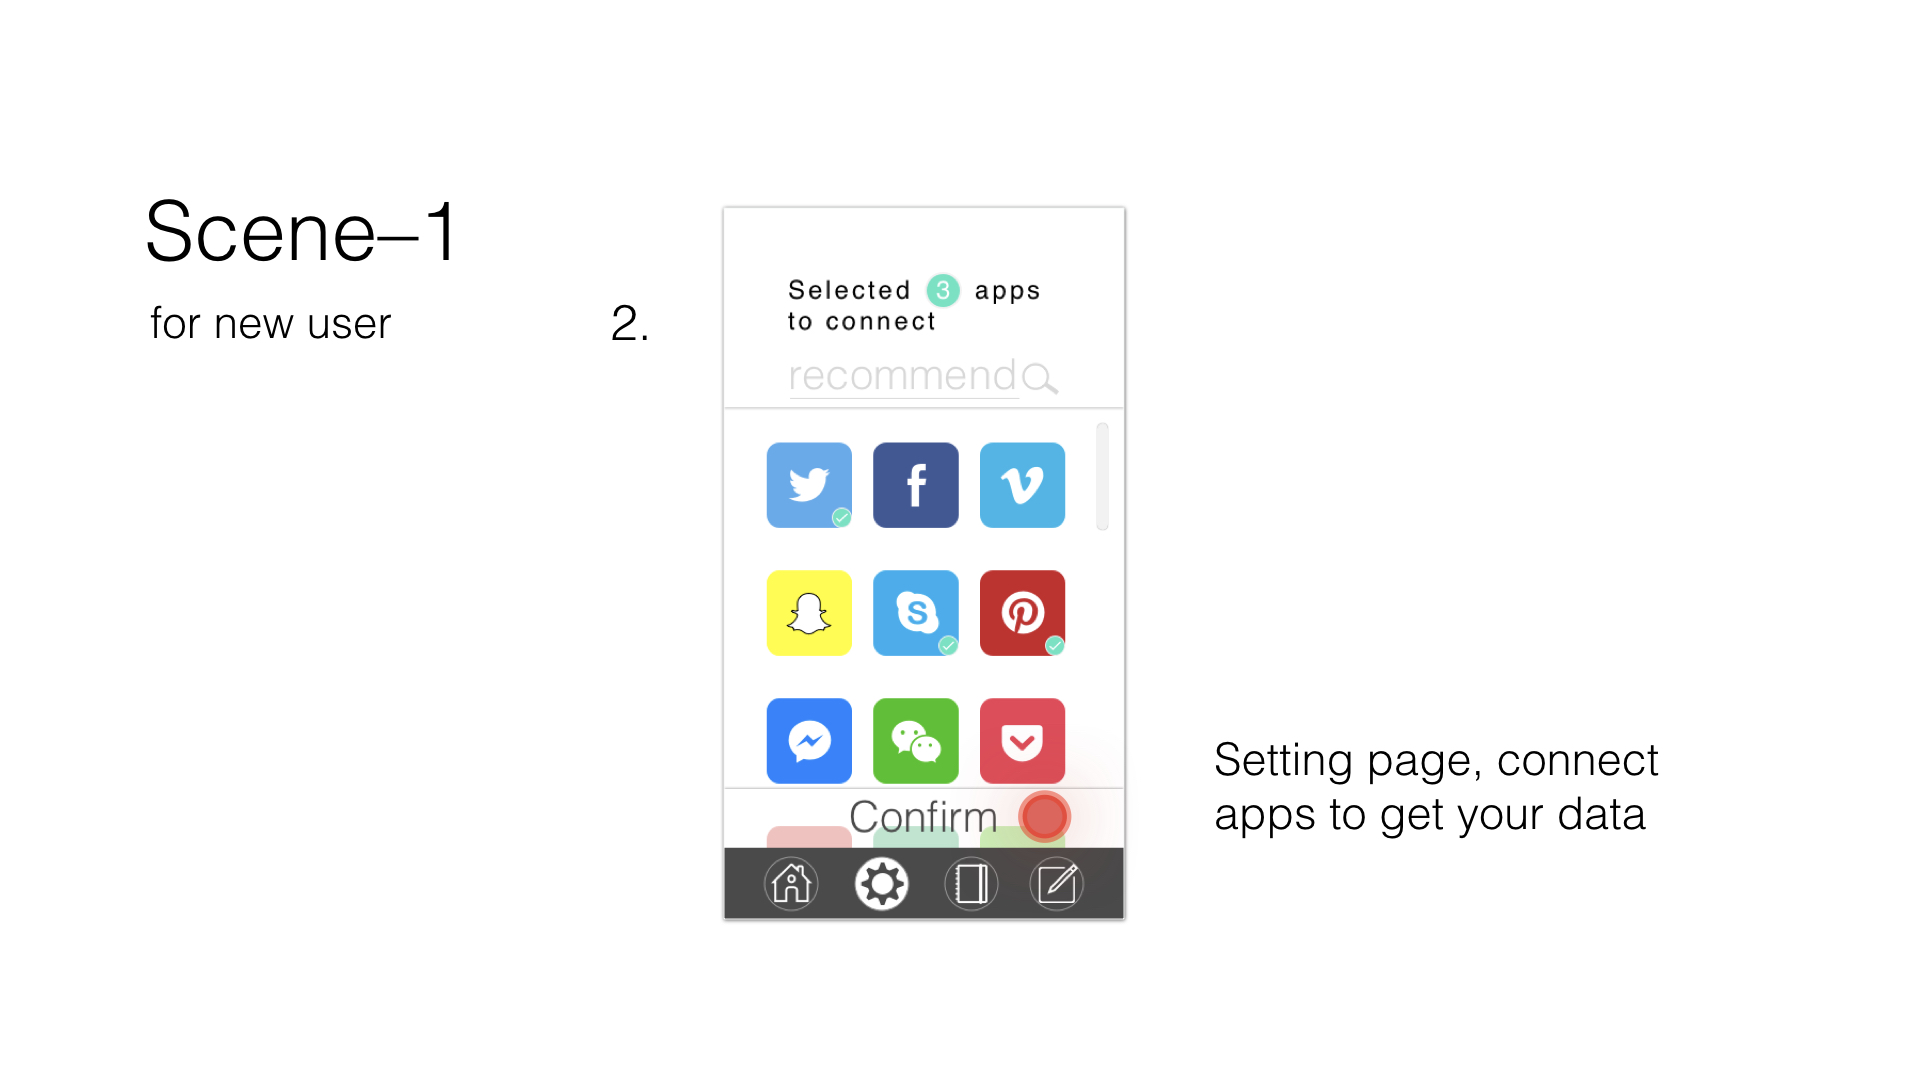 Scene–1
for new user
2.
Selected 3 apps
to connect
recommend
Confirm
Setting page, connect
apps to get your data